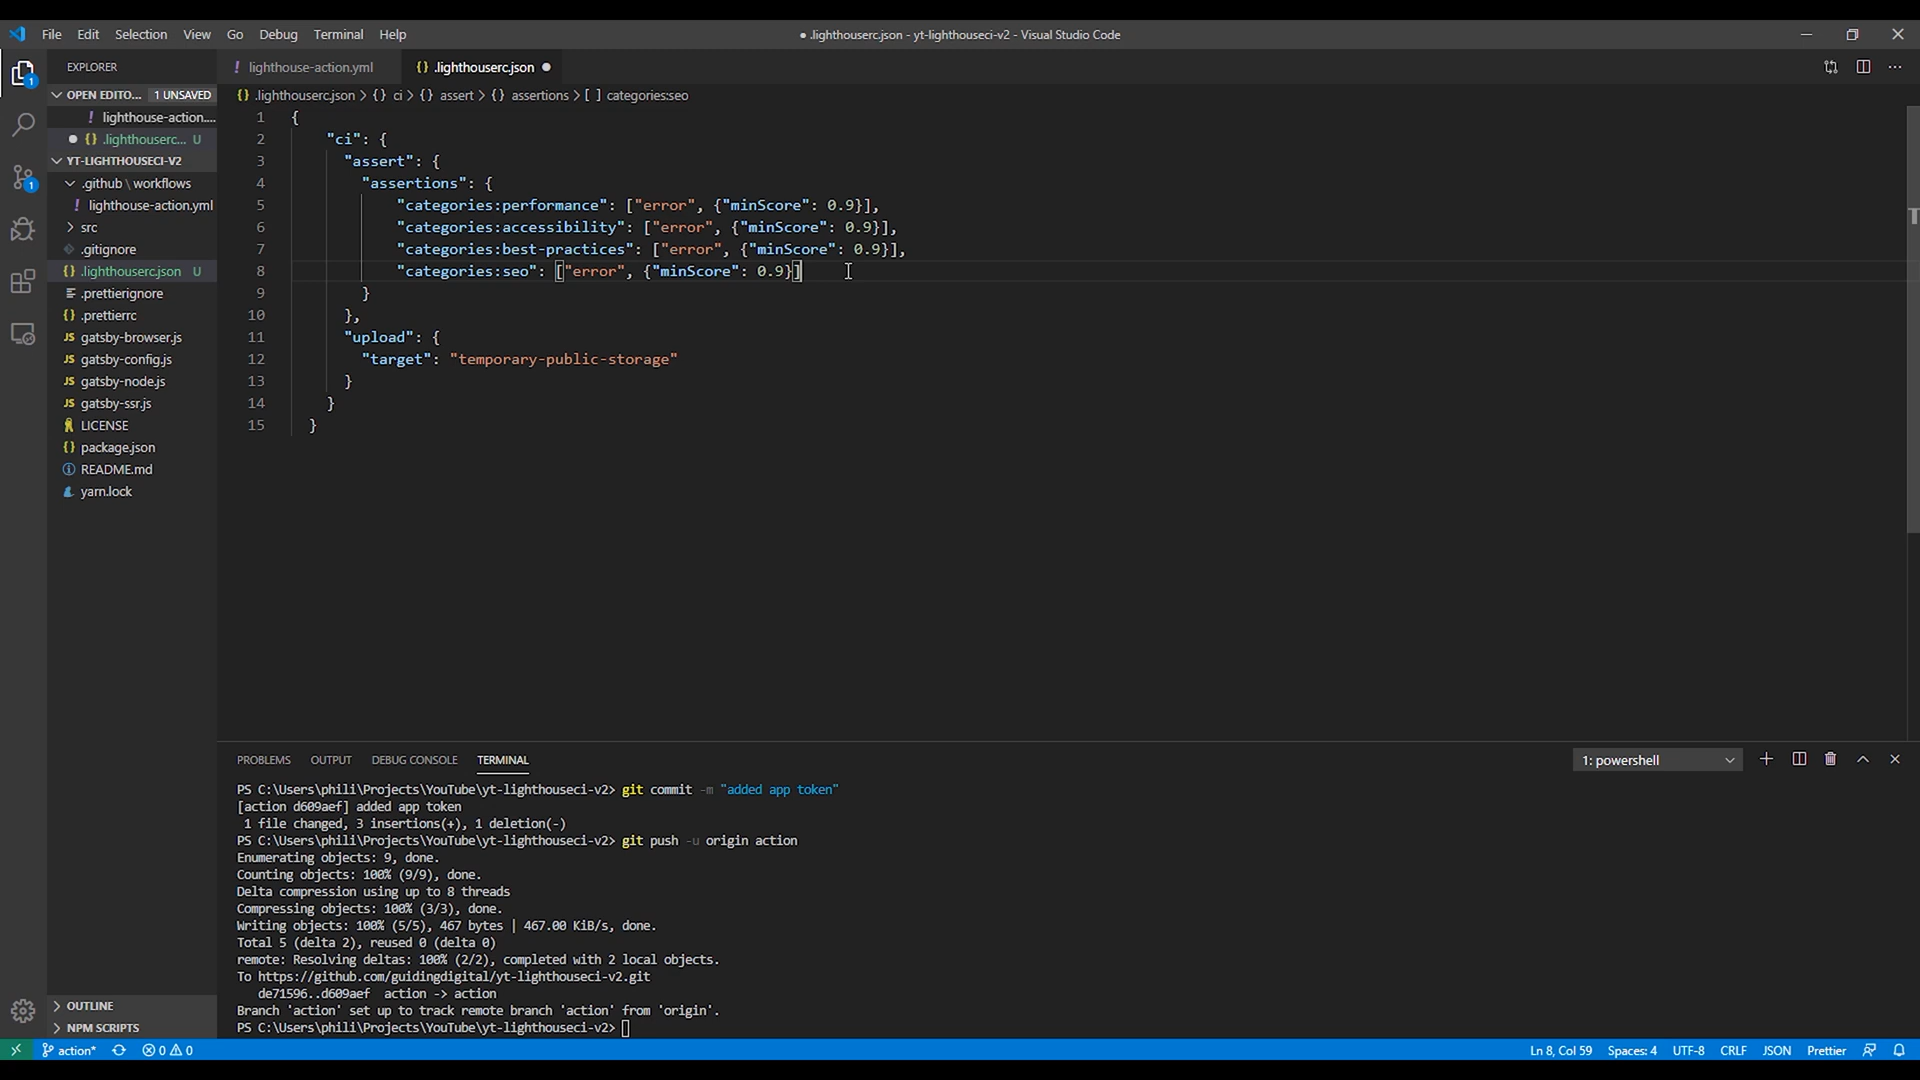 File Edit Selection View Go Debug Terminal Help
● .lighthouserc.json - yt-lighthouseci-v2 - Visual Studio Code
EXPLORER
lighthouse-action.yml
{} .lighthouserc.json ●
OPEN EDITO... 1 UNSAVED
! lighthouse-action....
● {} .lighthouserc... U
YT-LIGHTHOUSECI-V2
.github \ workflows
! lighthouse-action.yml
src
.gitignore
{} .lighthouserc.json U
.prettierignore
{} .prettierrc
JS gatsby-browser.js
JS gatsby-config.js
JS gatsby-node.js
JS gatsby-ssr.js
LICENSE
{} package.json
README.md
yarn.lock
OUTLINE
NPM SCRIPTS
{} .lighthouserc.json > {} ci > {} assert > {} assertions > [ ] categories:seo
1 {
2 "ci": {
3 "assert": {
4 "assertions": {
5 "categories:performance": ["error", {"minScore": 0.9}],
6 "categories:accessibility": ["error", {"minScore": 0.9}],
7 "categories:best-practices": ["error", {"minScore": 0.9}],
8 "categories:seo": ["error", {"minScore": 0.9}]
9 }
10 },
11 "upload": {
12 "target": "temporary-public-storage"
13 }
14 }
15 }
PROBLEMS OUTPUT DEBUG CONSOLE TERMINAL
1: powershell
PS C:\Users\phili\Projects\YouTube\yt-lighthouseci-v2> git commit -m "added app token"
[action d609aef] added app token
1 file changed, 3 insertions(+), 1 deletion(-)
PS C:\Users\phili\Projects\YouTube\yt-lighthouseci-v2> git push -u origin action
Enumerating objects: 9, done.
Counting objects: 100% (9/9), done.
Delta compression using up to 8 threads
Compressing objects: 100% (3/3), done.
Writing objects: 100% (5/5), 467 bytes | 467.00 KiB/s, done.
Total 5 (delta 2), reused 0 (delta 0)
remote: Resolving deltas: 100% (2/2), completed with 2 local objects.
To https://github.com/guidingdigital/yt-lighthouseci-v2.git
de71596..d609aef action -> action
Branch 'action' set up to track remote branch 'action' from 'origin'.
PS C:\Users\phili\Projects\YouTube\yt-lighthouseci-v2>
action* 0 0
Ln 8, Col 59 Spaces: 4 UTF-8 CRLF JSON Prettier